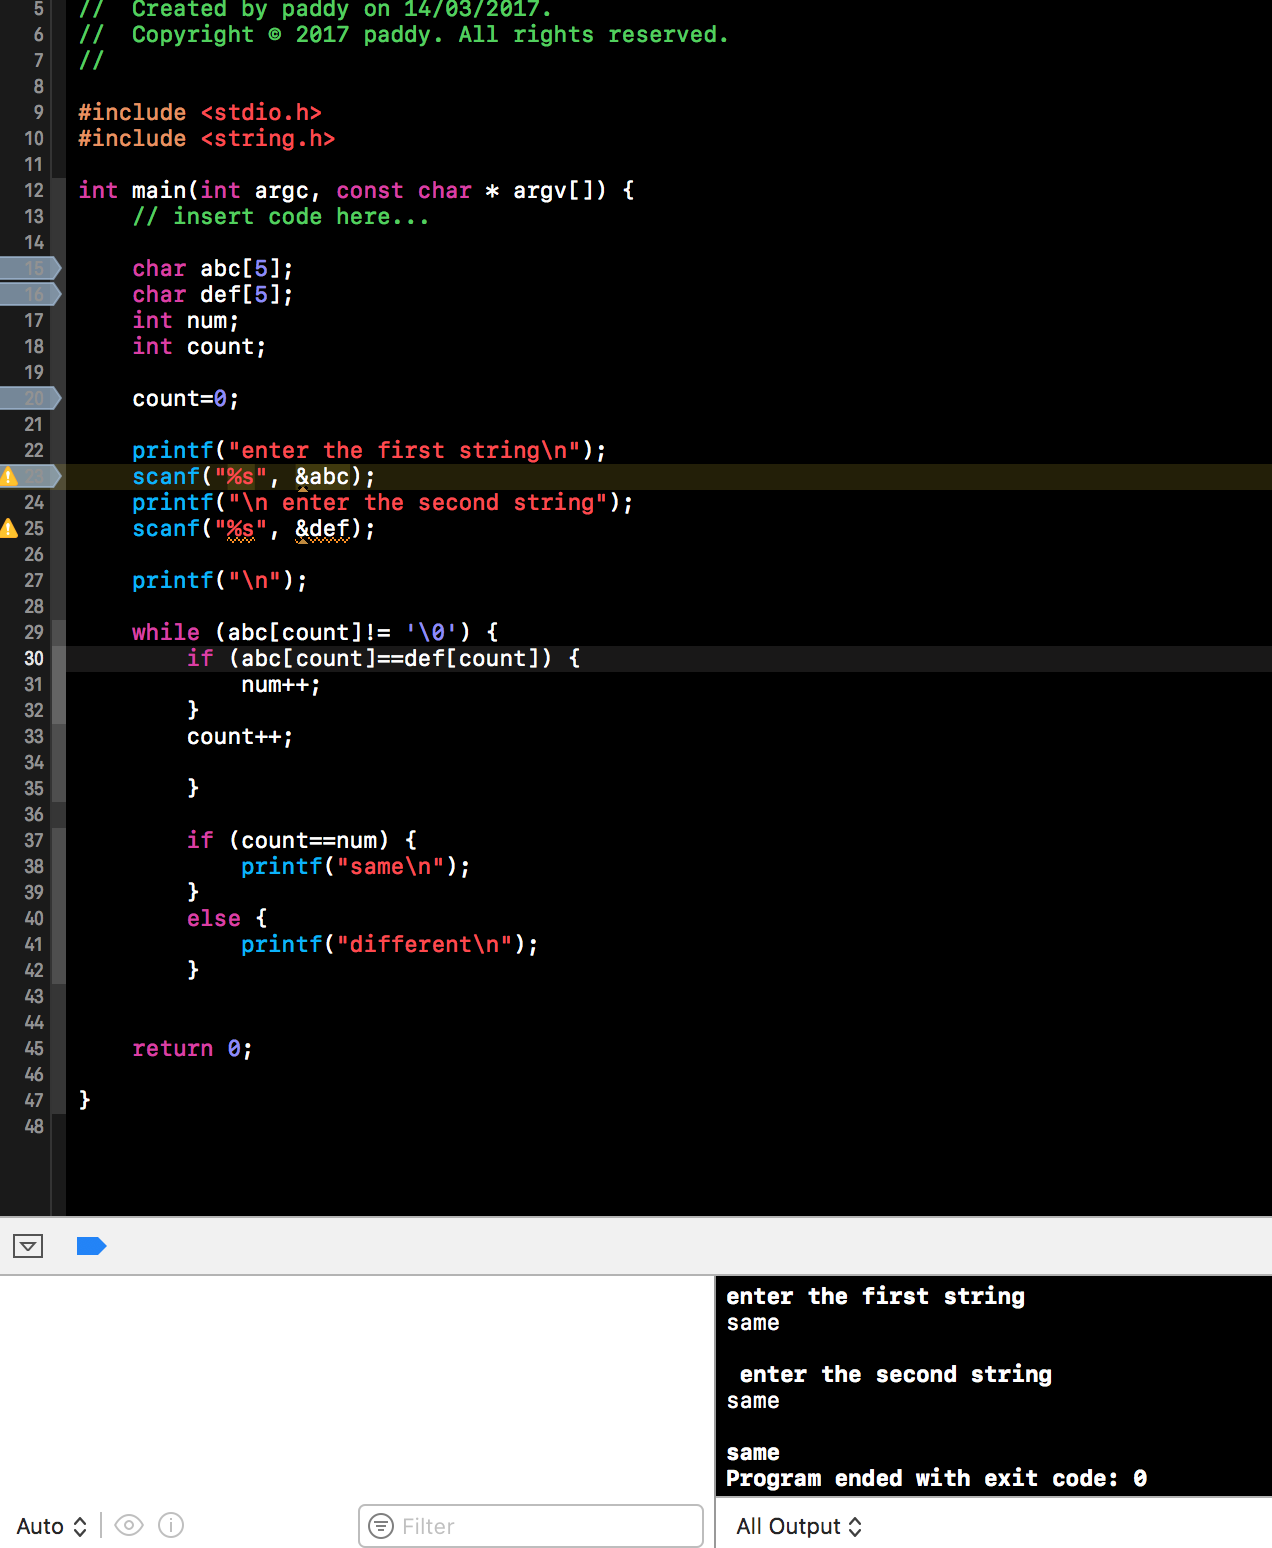 5 //  Created by paddy on 14/03/2017.
6 //  Copyright © 2017 paddy. All rights reserved.
7 //
8
9 #include <stdio.h>
10 #include <string.h>
11
12 int main(int argc, const char * argv[]) {
13     // insert code here...
14
15     char abc[5];
16     char def[5];
17     int num;
18     int count;
19
20     count=0;
21
22     printf("enter the first string\n");
23     scanf("%s", &abc);
24     printf("\n enter the second string");
25     scanf("%s", &def);
26
27     printf("\n");
28
29     while (abc[count]!= '\0') {
30         if (abc[count]==def[count]) {
31             num++;
32         }
33         count++;
34
35         }
36
37         if (count==num) {
38             printf("same\n");
39         }
40         else {
41             printf("different\n");
42         }
43
44
45     return 0;
46
47 }
48
enter the first string
same
 enter the second string
same
same
Program ended with exit code: 0
Auto
Filter
All Output